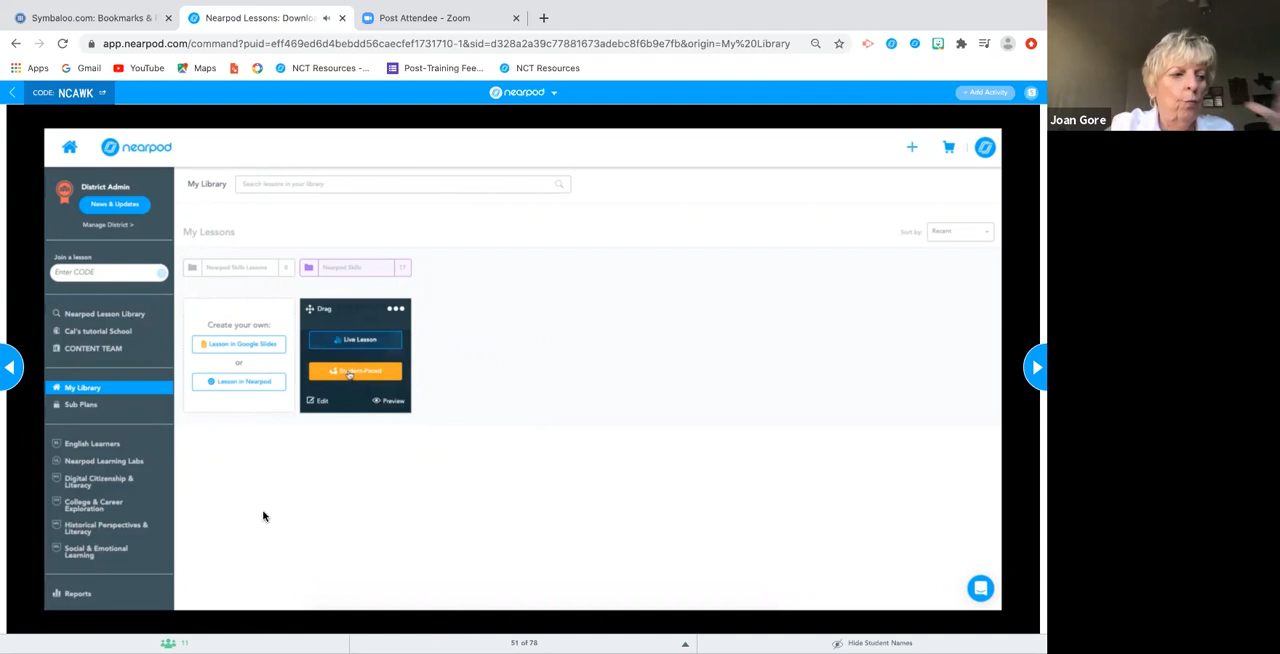 Symbaloo.com: Bookmarks &
Nearpod Lessons: Downlo
Post Attendee - Zoom
app.nearpod.com/command?puid=eff469ed6d4bebdd56caecfef1731710-1&sid=d328a2a39c77881673adebc8f6b9e7fb&origin=My%20Library
Apps
Gmail
YouTube
Maps
NCT Resources -...
Post-Training Fee...
NCT Resources
CODE: NCAWK
nearpod
+ Add Activity
Joan Gore
nearpod
District Admin
News & Updates
Manage District >
Join a lesson
Enter CODE
Nearpod Lesson Library
Cal's tutorial School
CONTENT TEAM
My Library
Sub Plans
English Learners
Nearpod Learning Labs
Digital Citizenship &
Literacy
College & Career
Exploration
Historical Perspectives &
Literacy
Social & Emotional
Learning
Reports
My Library
Search lessons in your library
My Lessons
Sort by:
Recent
Nearpod Skills Lessons
Nearpod Skills
17
Create your own:
Lesson in Google Slides
or
Lesson in Nearpod
Drag
Live Lesson
Student-Paced
Edit
Preview
11
51 of 78
Hide Student Names